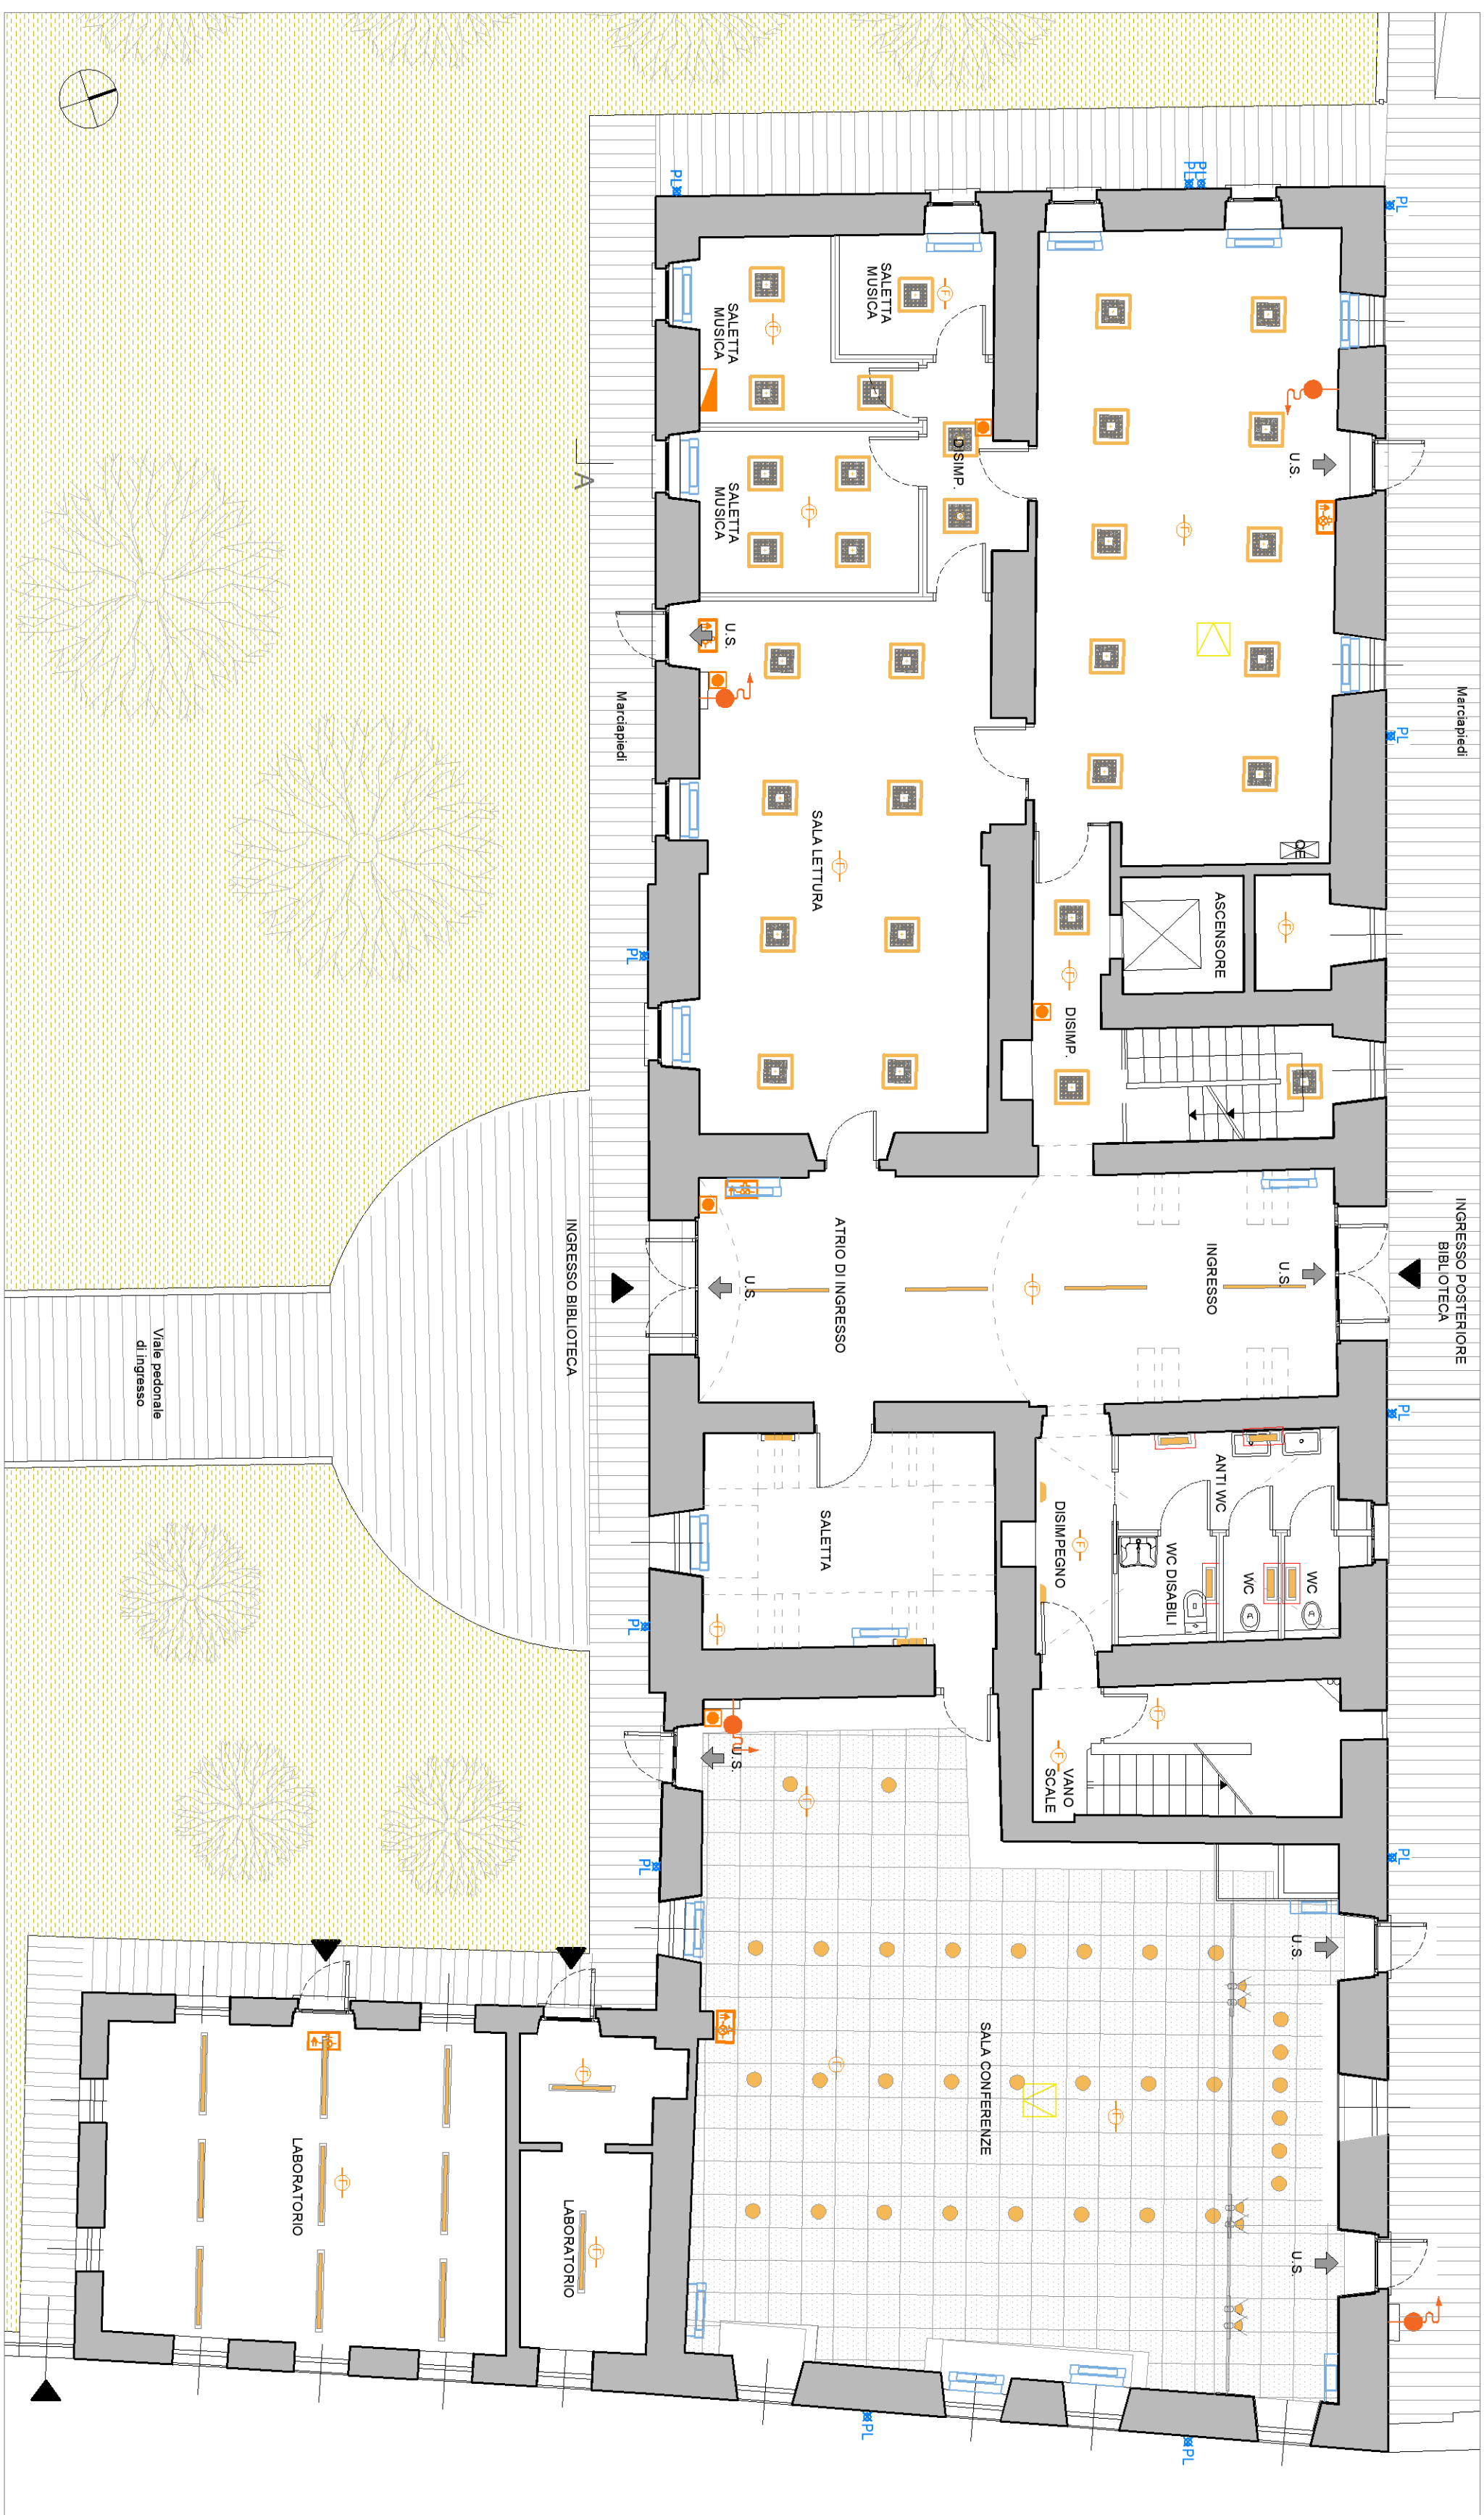 PL
PL
PL
PL
SALETTA
MUSICA
SALETTA
MUSICA
SALETTA
MUSICA
DISIMP.
U.S.
U.S.
A
F
F
F
F
Marciapiedi
Marciapiedi
PL
QE
SALA LETTURA
F
ASCENSORE
F
F
DISIMP.
PL
INGRESSO POSTERIORE
BIBLIOTECA
INGRESSO
U.S.
ATRIO DI INGRESSO
U.S.
F
INGRESSO BIBLIOTECA
Viale pedonale
di ingresso
PL
ANTI WC
WC DISABILI
WC
WC
DISIMPEGNO
F
SALETTA
F
PL
VANO
SCALE
F
F
U.S.
F
PL
PL
U.S.
SALA CONFERENZE
F
F
U.S.
LABORATORIO
F
LABORATORIO
F
F
PL
PL